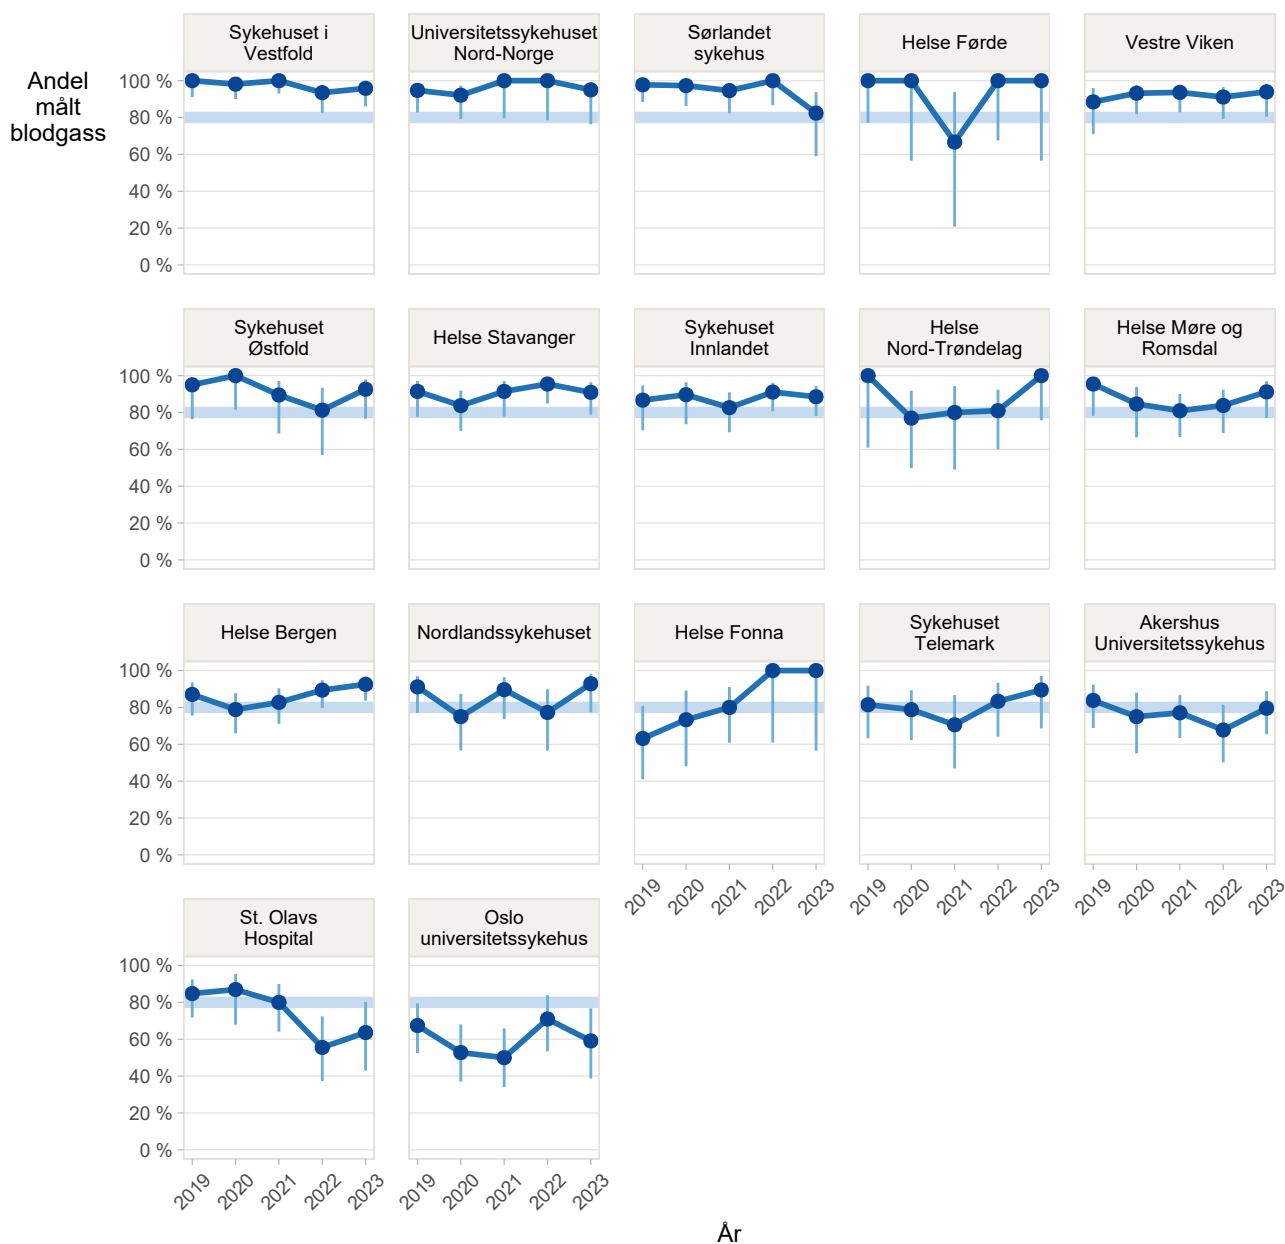 Andel
målt
blodgass
Sykehuset i
Vestfold
Universitetssykehuset
Nord-Norge
Sørlandet
sykehus
Helse Førde
Vestre Viken
100 %
80 %
60 %
40 %
20 %
0 %
Sykehuset
Østfold
Helse Stavanger
Sykehuset
Innlandet
Helse
Nord-Trøndelag
Helse Møre og
Romsdal
100 %
80 %
60 %
40 %
20 %
0 %
Helse Bergen
Nordlandssykehuset
Helse Fonna
Sykehuset
Telemark
Akershus
Universitetssykehus
100 %
80 %
60 %
40 %
20 %
0 %
2019 2020 2021 2022 2023
2019 2020 2021 2022 2023
2019 2020 2021 2022 2023
St. Olavs
Hospital
Oslo
universitetssykehus
100 %
80 %
60 %
40 %
20 %
0 %
2019 2020 2021 2022 2023
2019 2020 2021 2022 2023
År